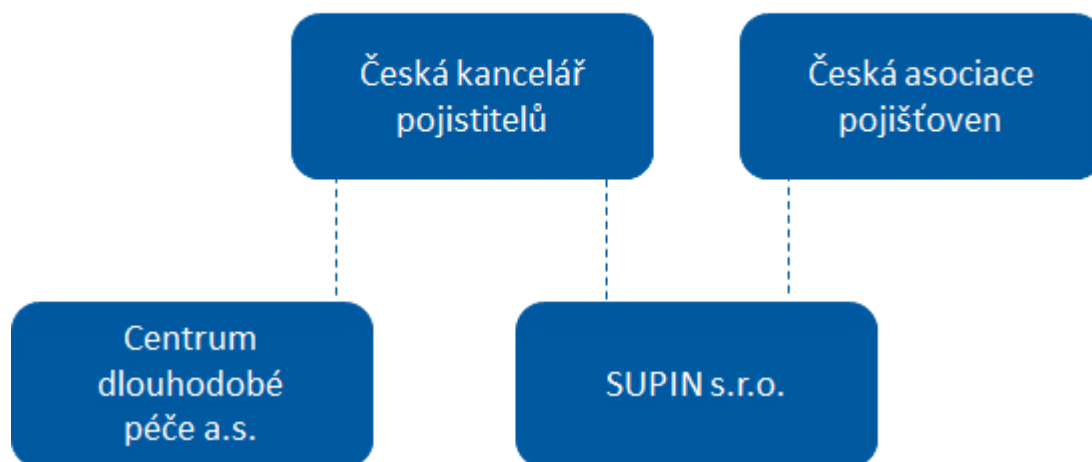 Česká kancelář
pojistitelů
Česká asociace
pojišťoven
Centrum
dlouhodobé
péče a.s.
SUPIN s.r.o.